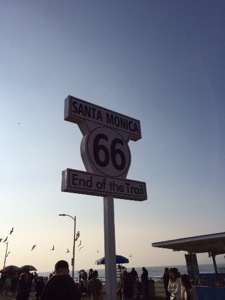 SANTA MONICA
66
End of the Trail